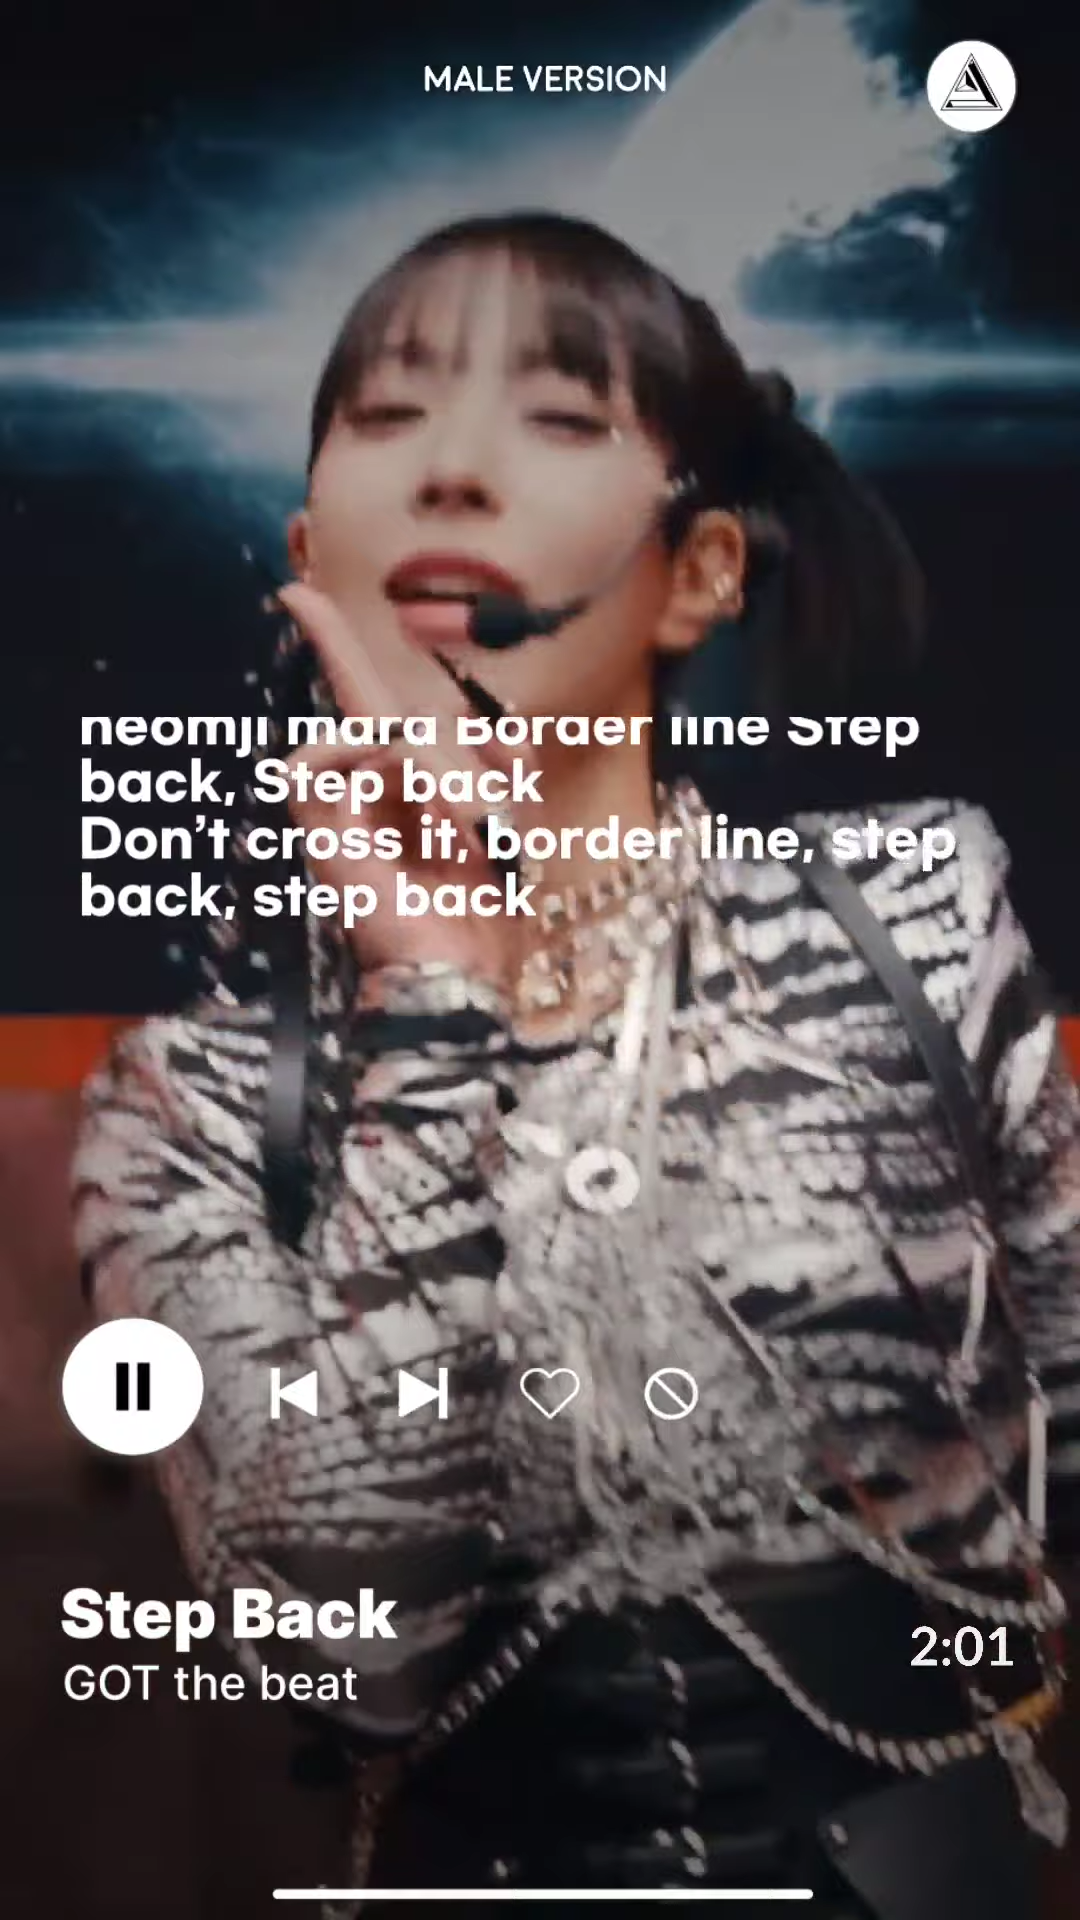 MALE VERSION
neomji mara Border line Step
back, Step back
Don't cross it, border line, step
back, step back
Step Back
2:01
GOT the beat